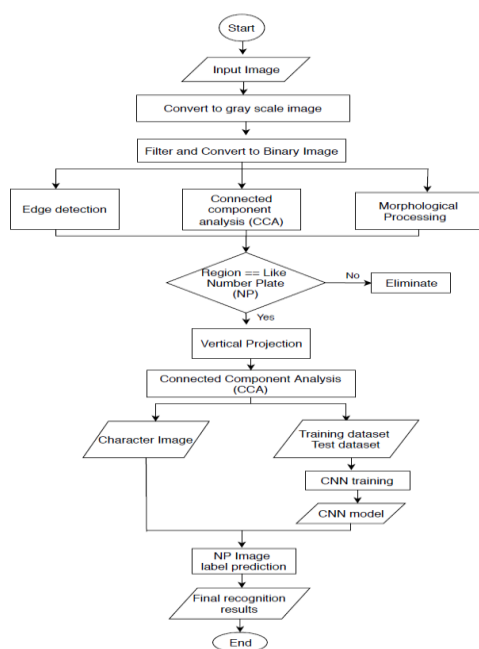 Start
Input Image
Convert to gray scale image
Filter and Convert to Binary Image
Edge detection
Connected
component
analysis (CCA)
Morphological
Processing
Region == Like
Number Plate
(NP)
No
Eliminate
Yes
Vertical Projection
Connected Component Analysis
(CCA)
Character Image
Training dataset
Test dataset
CNN training
CNN model
NP Image
label prediction
Final recognition
results
End